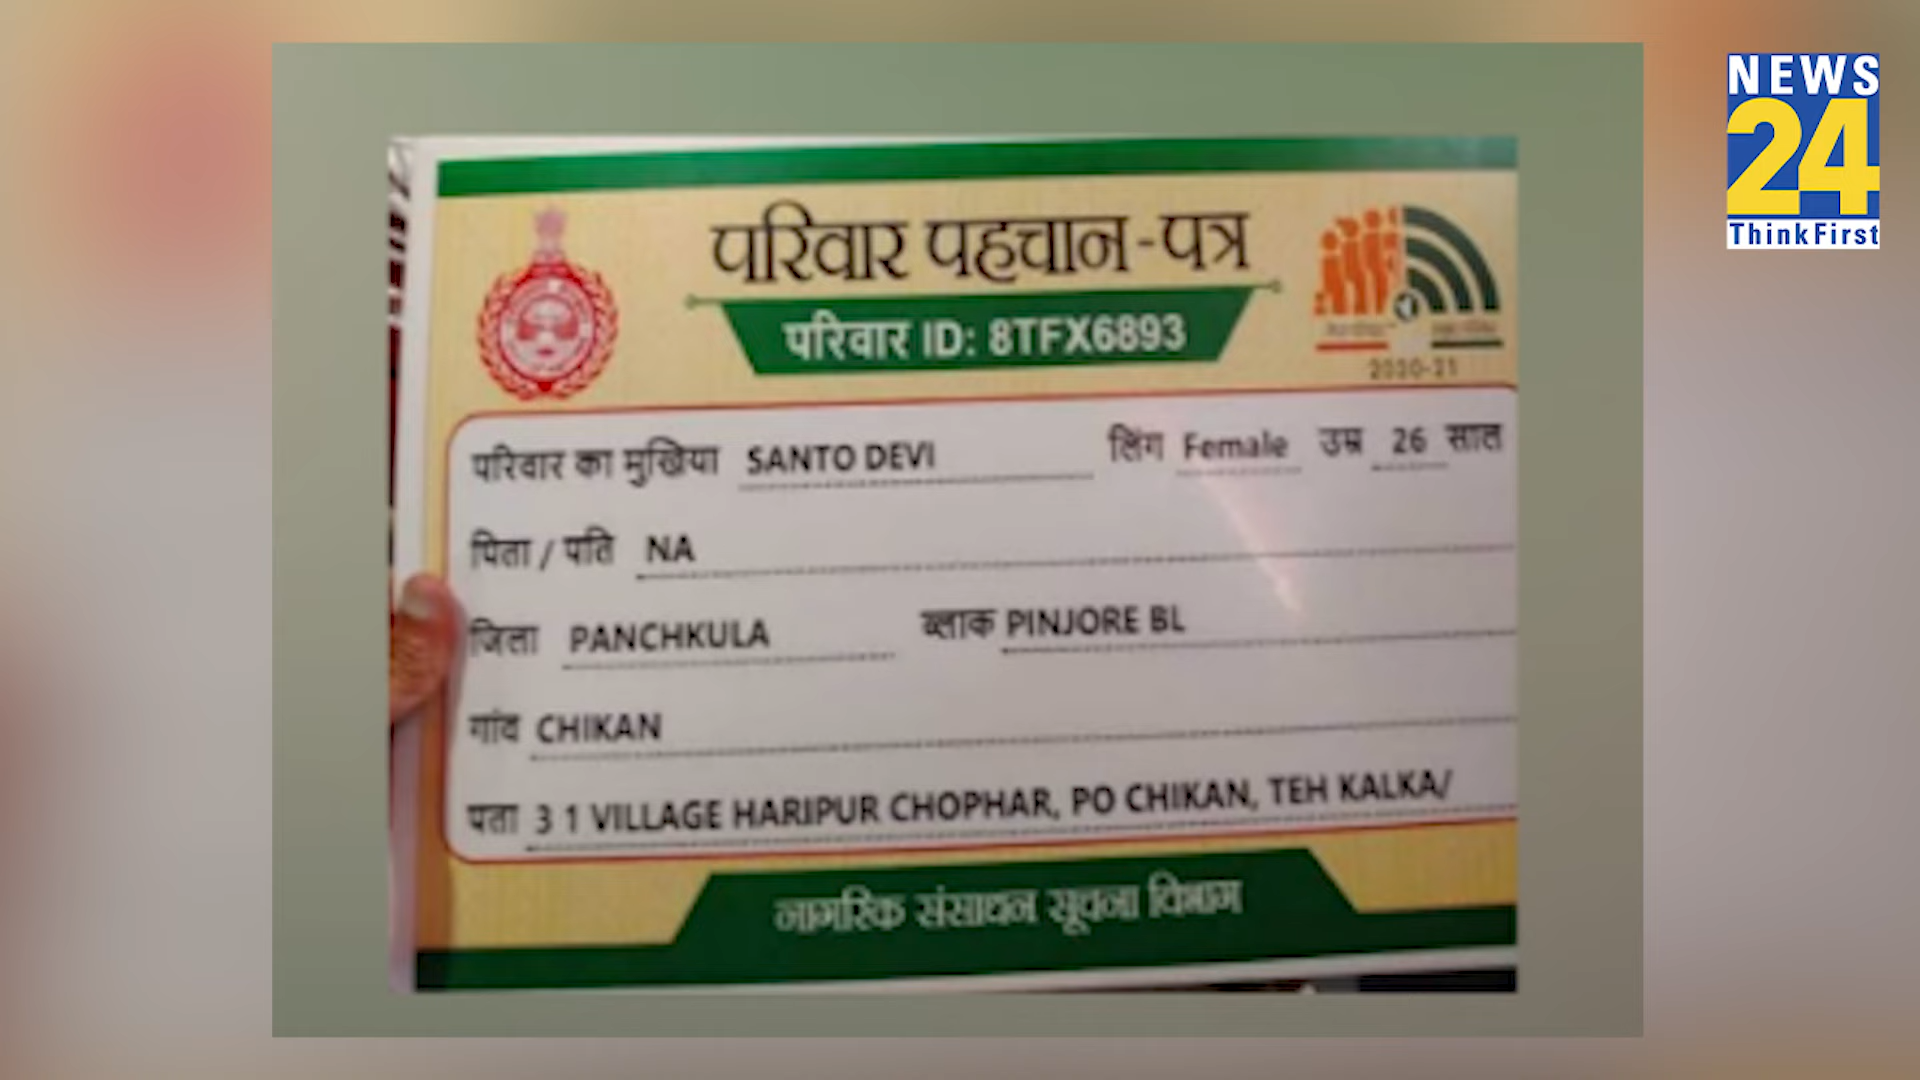 NEWS
24
ThinkFirst
परिवार पहचान-पत्र
परिवार ID: 8TFX6893
2020-21
परिवार का मुखिया SANTO DEVI लिंग Female उम्र 26 साल
पिता / पति NA
जिला PANCHKULA ब्लाक PINJORE BL
गांव CHIKAN
पता 3 1 VILLAGE HARIPUR CHOPHAR, PO CHIKAN, TEH KALKA/
नागरिक संसाधन सूचना विभाग